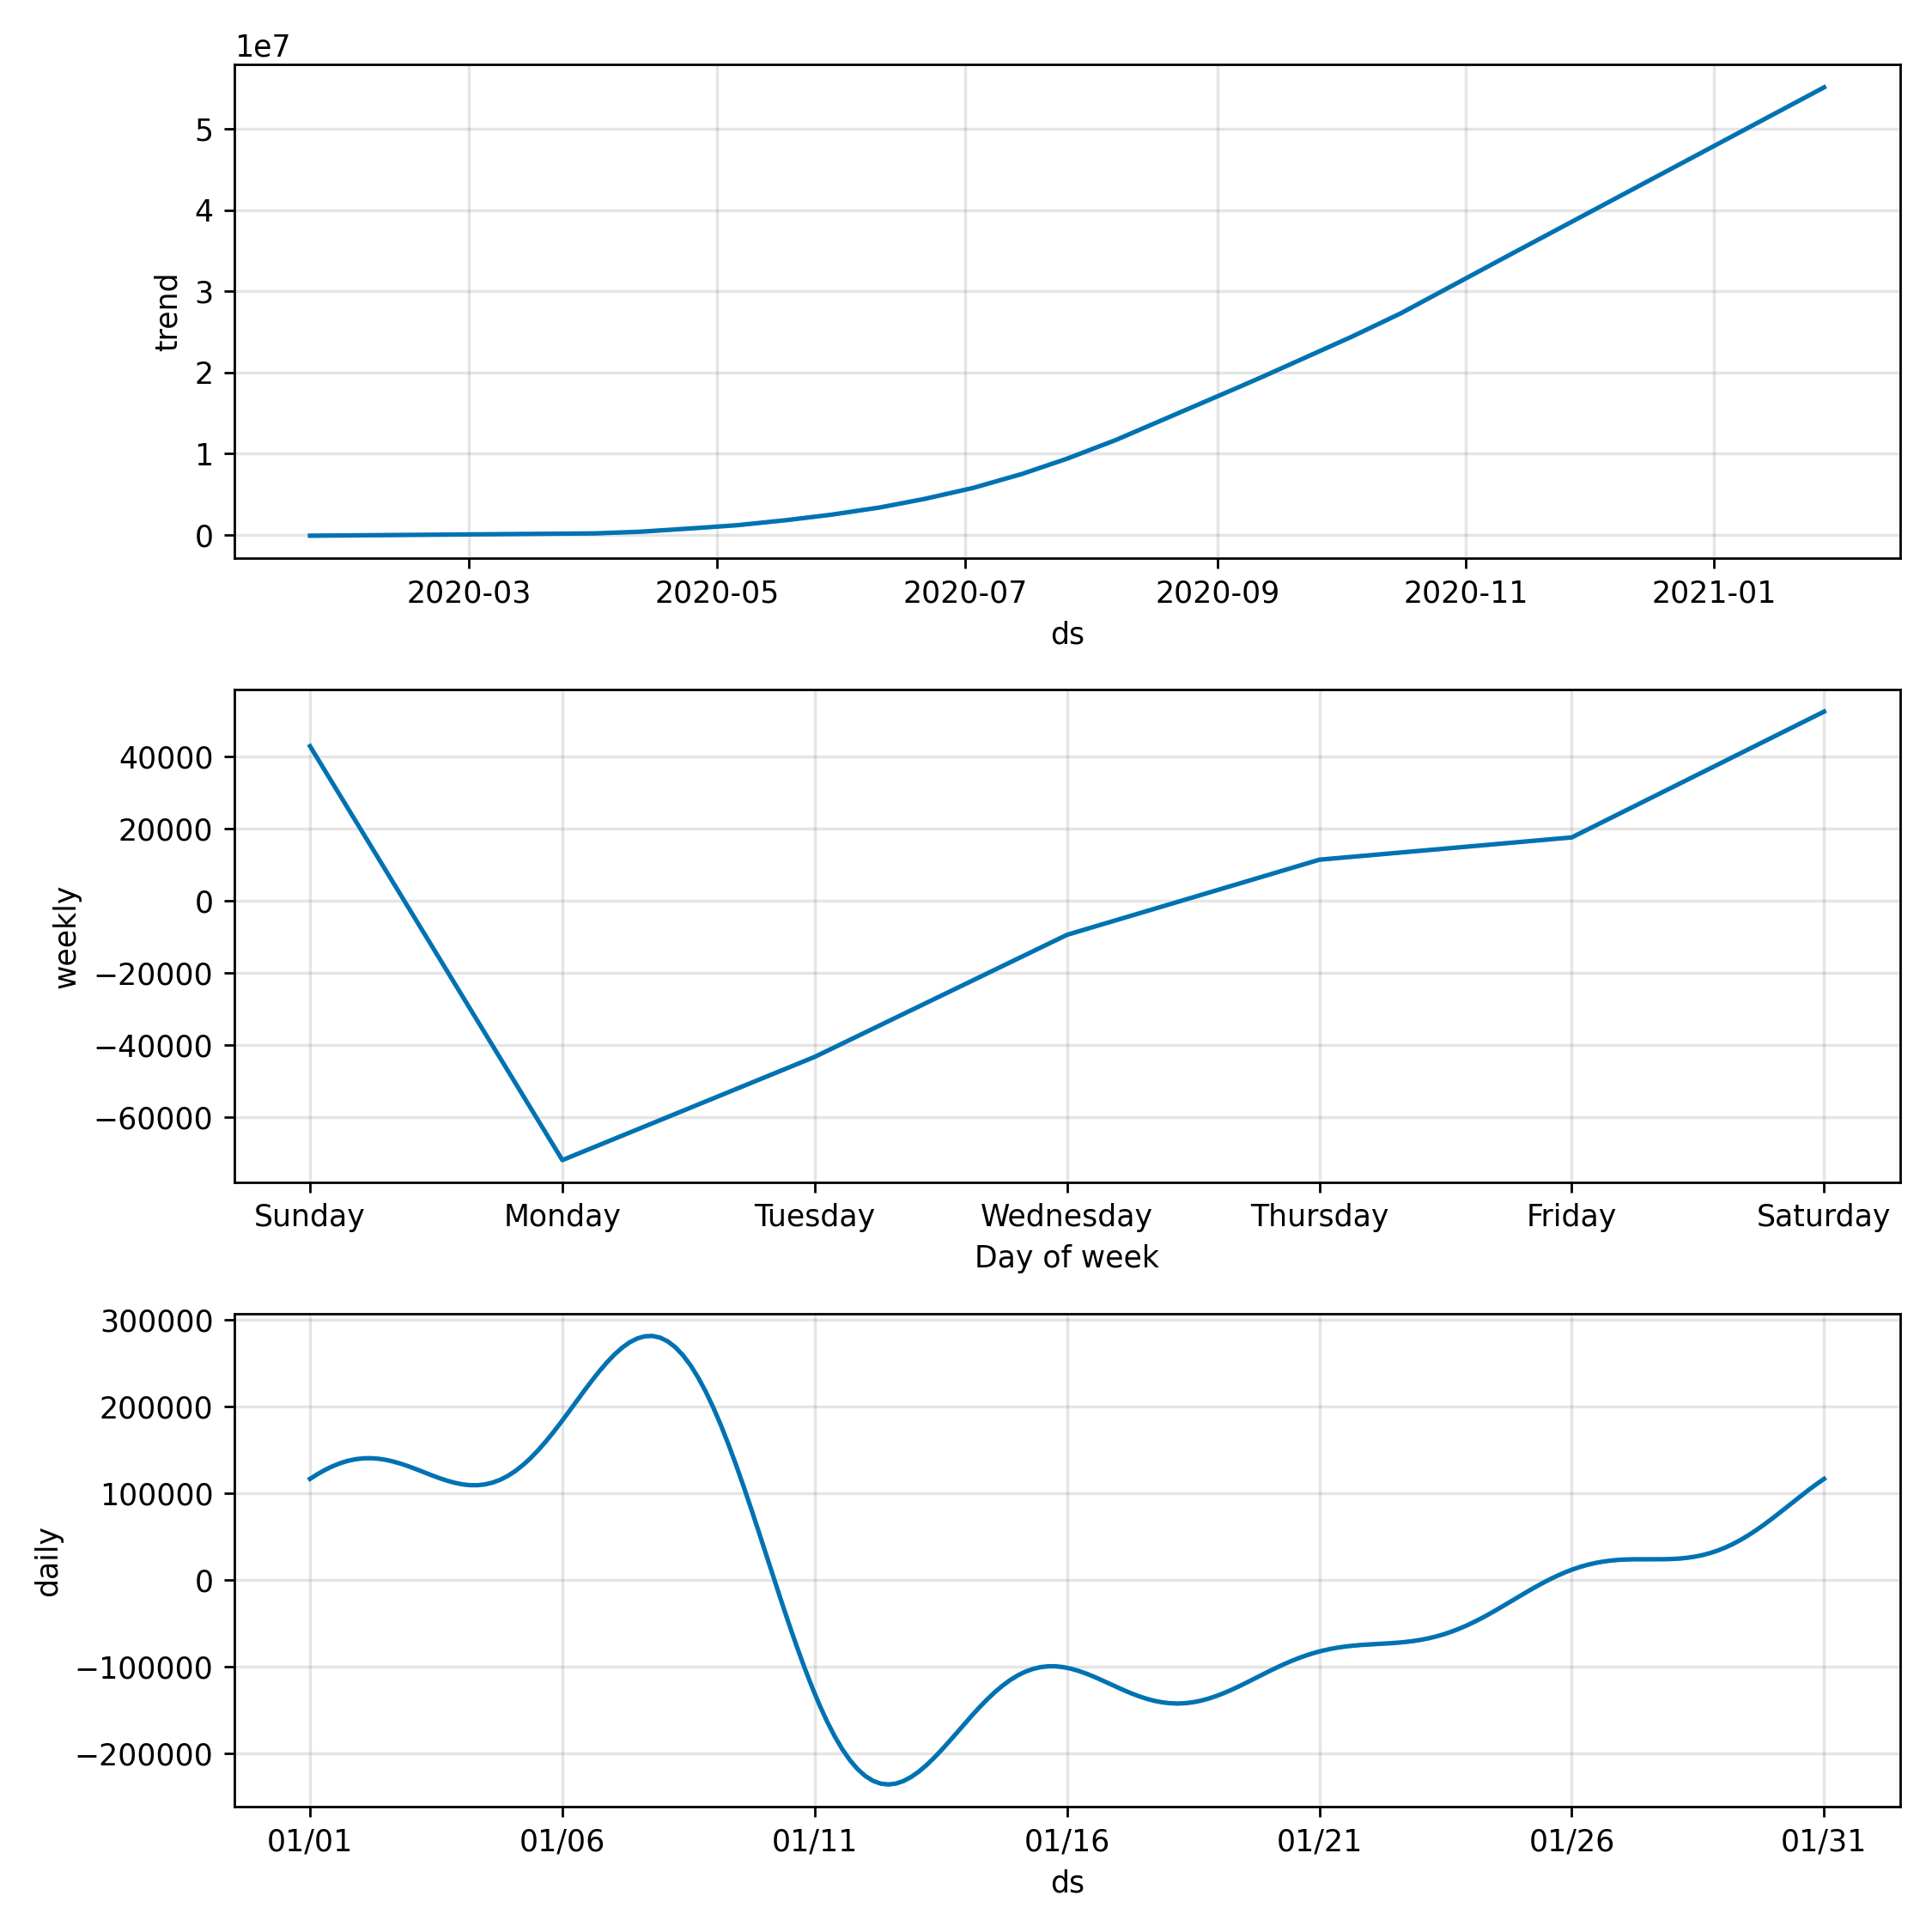 1e7
5
4
3
2
1
0
trend
2020-03 2020-05 2020-07 2020-09 2020-11 2021-01
ds
40000
20000
0
−20000
−40000
−60000
weekly
Sunday Monday Tuesday Wednesday Thursday Friday Saturday
Day of week
300000
200000
100000
0
−100000
−200000
daily
01/01 01/06 01/11 01/16 01/21 01/26 01/31
ds